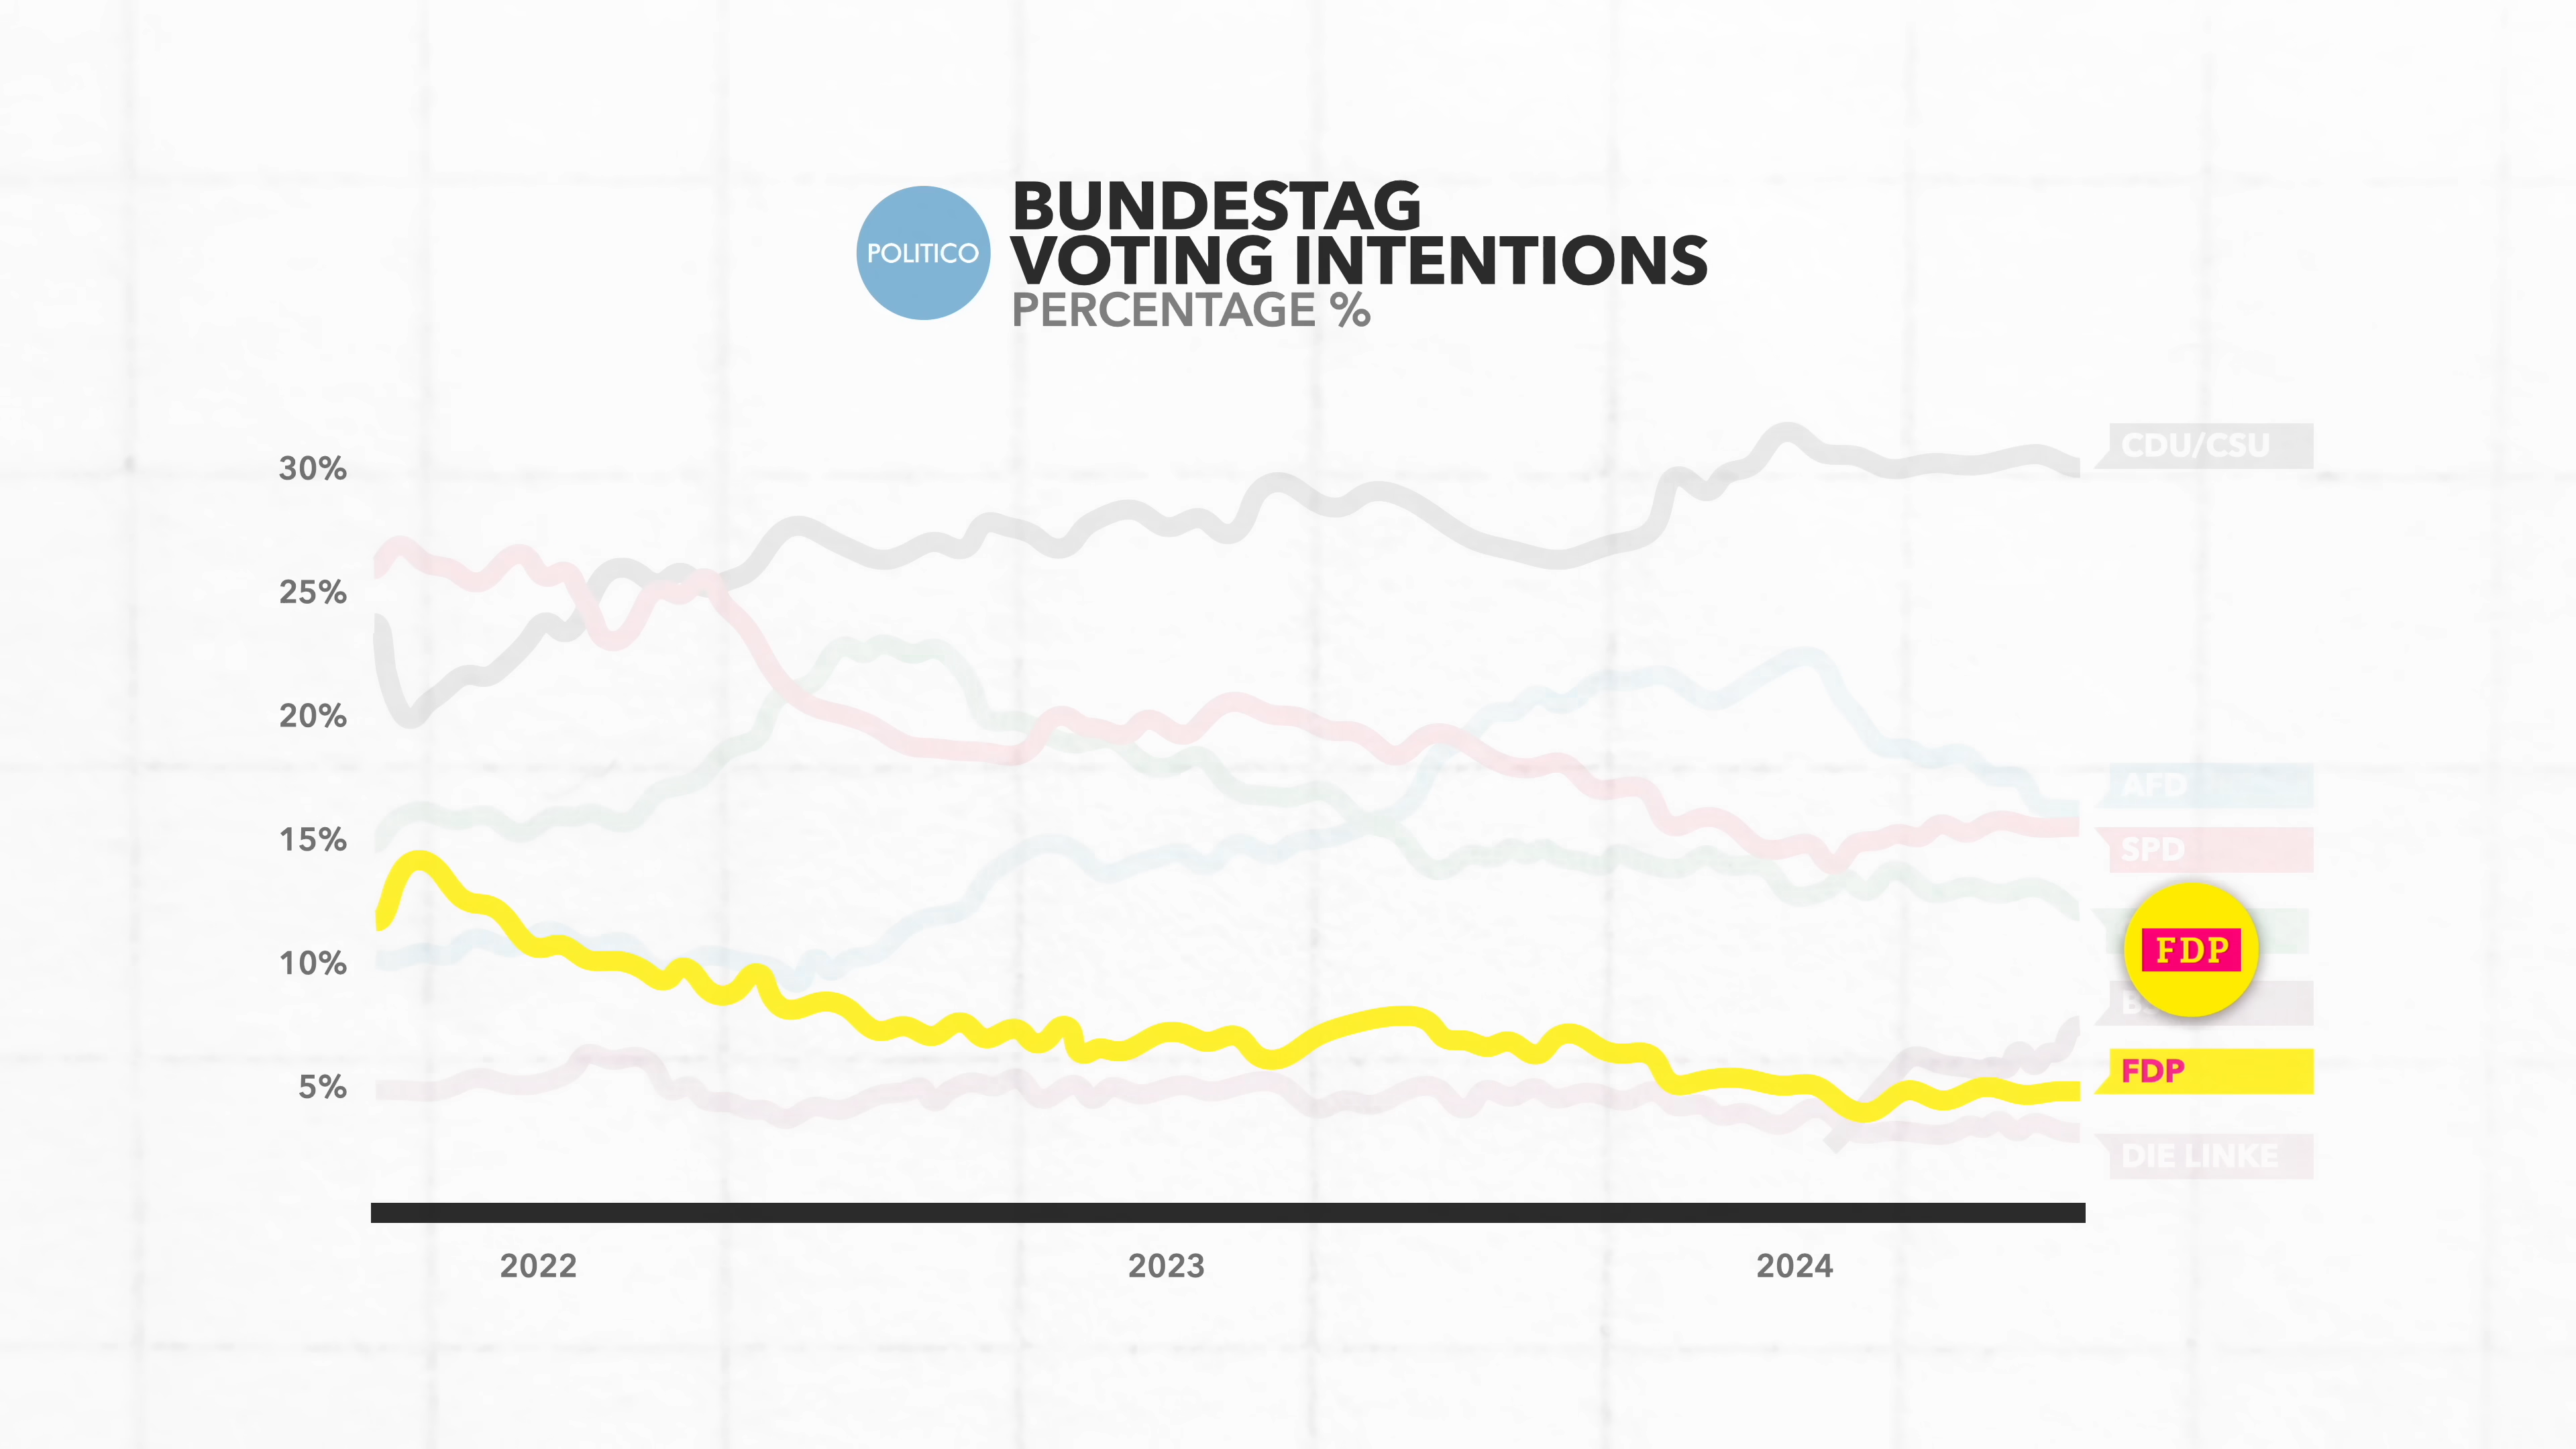 POLITICO
BUNDESTAG
VOTING INTENTIONS
PERCENTAGE %
30%
25%
20%
15%
10%
5%
CDU/CSU
AFD
SPD
FDP
FDP
DIE LINKE
2022
2023
2024